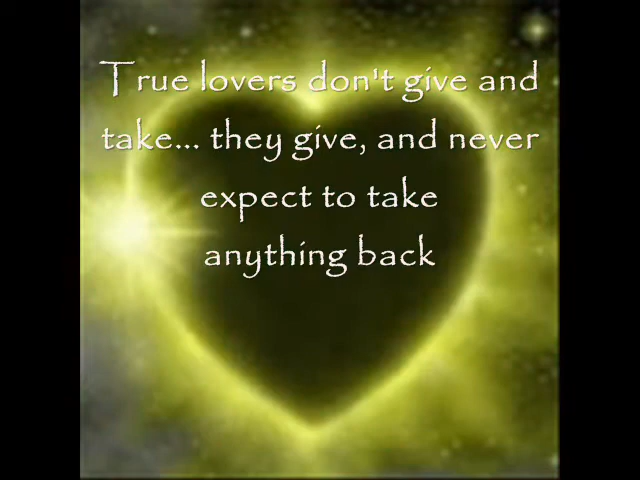 True lovers don't give and
take... they give, and never
expect to take
anything back